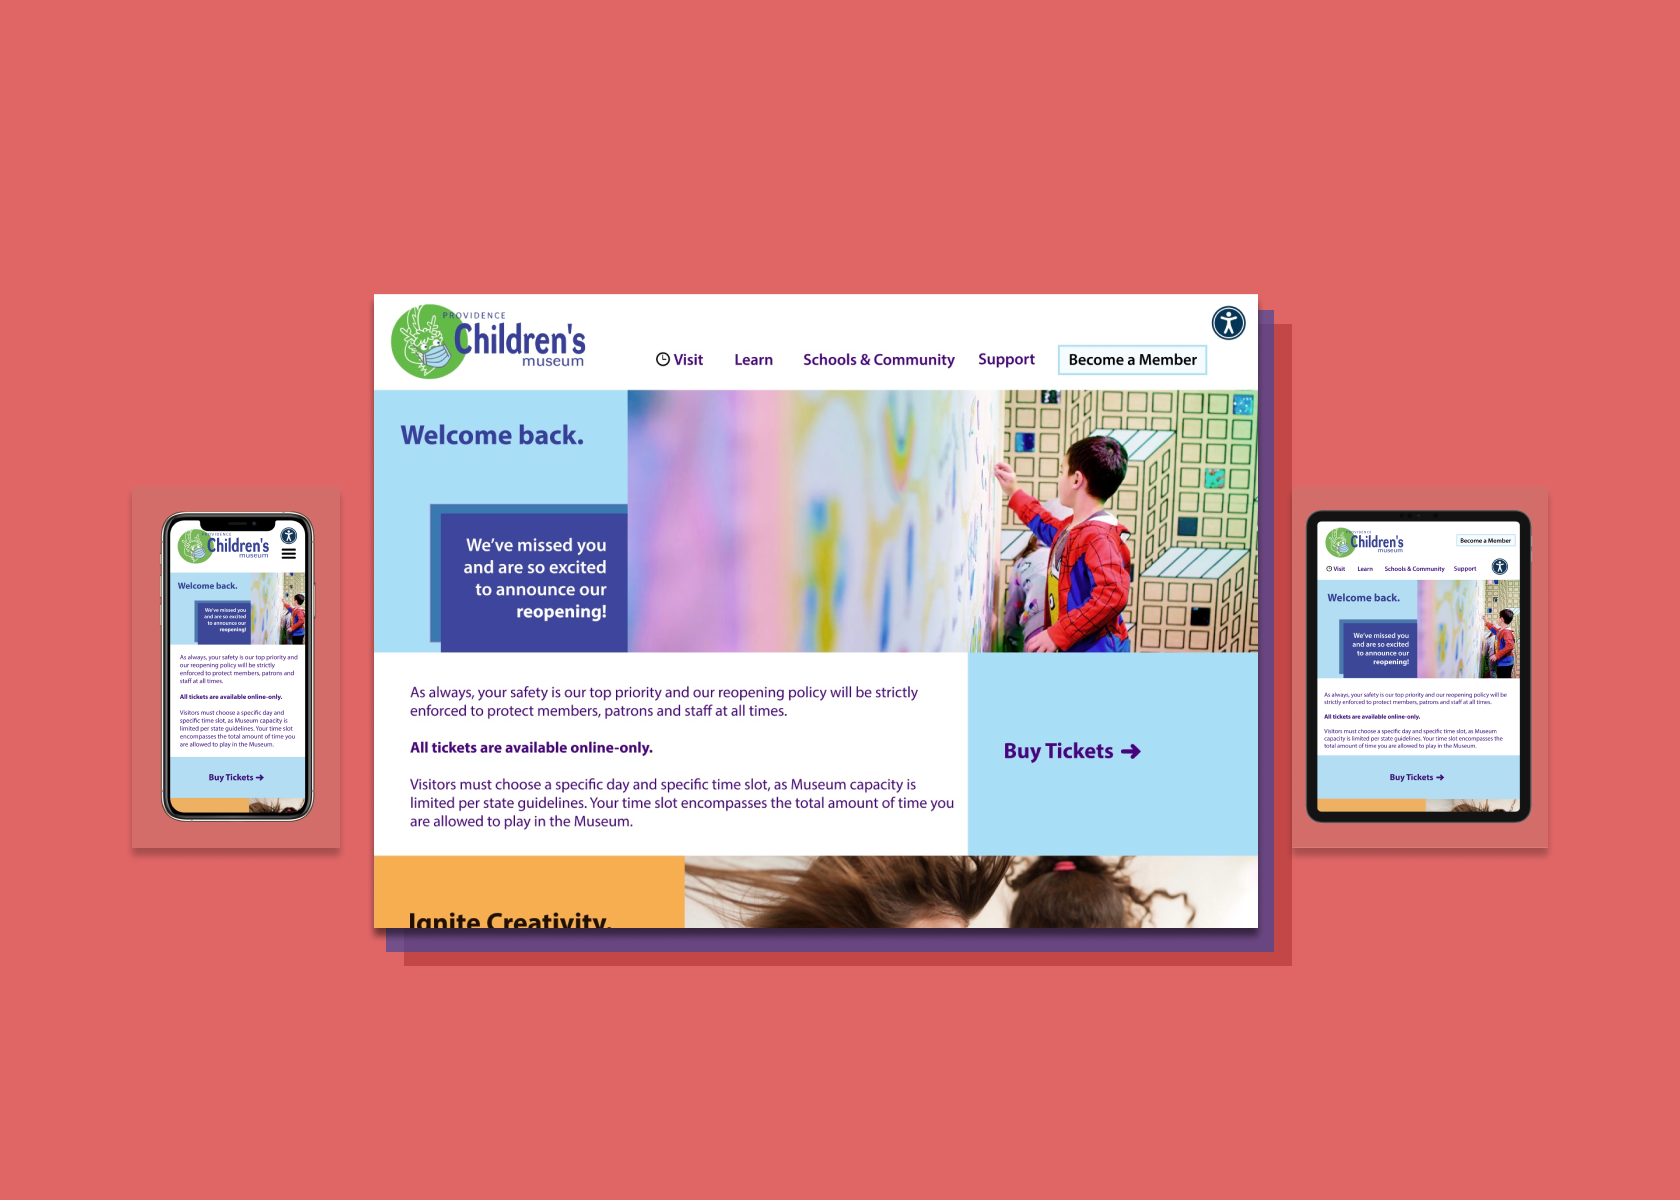 PROVIDENCE
Children's
museum
Visit
Learn
Schools & Community
Support
Become a Member
Welcome back.
We've missed you
and are so excited
to announce our
reopening!
As always, your safety is our top priority and our reopening policy will be strictly
enforced to protect members, patrons and staff at all times.
All tickets are available online-only.
Visitors must choose a specific day and specific time slot, as Museum capacity is
limited per state guidelines. Your time slot encompasses the total amount of time you
are allowed to play in the Museum.
Buy Tickets →
Ignite Creativity.
PROVIDENCE
Children's
museum
Welcome back.
We've missed you
and are so excited
to announce our
reopening!
As always, your safety is our top priority and
our reopening policy will be strictly
enforced to protect members, patrons and
staff at all times.
All tickets are available online-only.
Visitors must choose a specific day and
specific time slot, as Museum capacity is
limited per state guidelines. Your time slot
encompasses the total amount of time you
are allowed to play in the Museum.
Buy Tickets →
PROVIDENCE
Children's
museum
Become a Member
Visit
Learn
Schools & Community
Support
Welcome back.
We've missed you
and are so excited
to announce our
reopening!
As always, your safety is our top priority and our reopening policy will be
strictly enforced to protect members, patrons and staff at all times.
All tickets are available online-only.
Visitors must choose a specific day and specific time slot, as Museum
capacity is limited per state guidelines. Your time slot encompasses the
total amount of time you are allowed to play in the Museum.
Buy Tickets →